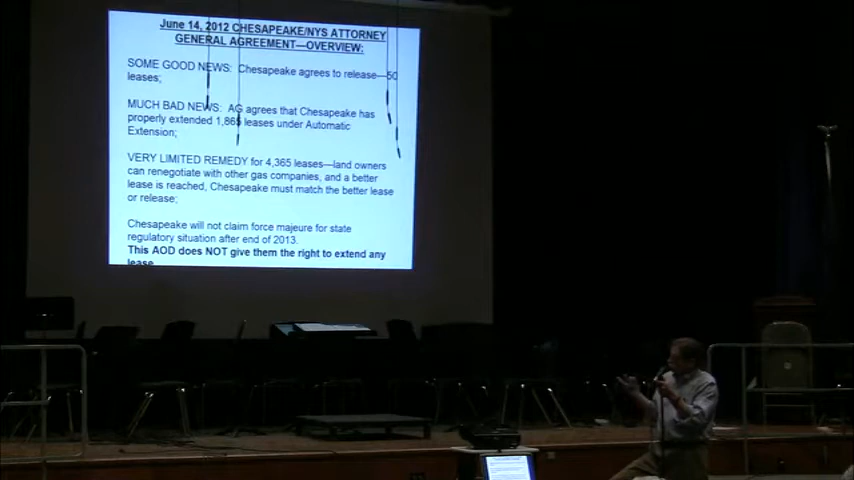 June 14, 2012 CHESAPEAKE/NYS ATTORNEY
GENERAL AGREEMENT—OVERVIEW:
SOME GOOD NEWS: Chesapeake agrees to release—50
leases;
MUCH BAD NEWS: AG agrees that Chesapeake has
properly extended 1,865 leases under Automatic
Extension;
VERY LIMITED REMEDY for 4,365 leases—land owners
can renegotiate with other gas companies, and a better
lease is reached, Chesapeake must match the better lease
or release;
Chesapeake will not claim force majeure for state
regulatory situation after end of 2013.
This AOD does NOT give them the right to extend any
lease